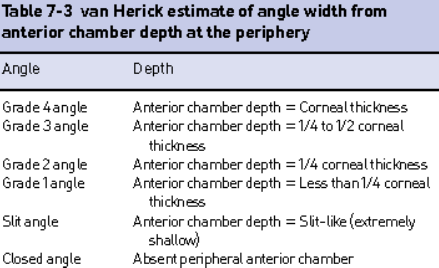 Table 7-3 van Herick estimate of angle width from
anterior chamber depth at the periphery
Angle Depth
Grade 4 angle Anterior chamber depth = Corneal thickness
Grade 3 angle Anterior chamber depth = 1/4 to 1/2 corneal
thickness
Grade 2 angle Anterior chamber depth = 1/4 corneal thickness
Grade 1 angle Anterior chamber depth = Less than 1/4 corneal
thickness
Slit angle Anterior chamber depth = Slit-like (extremely
shallow)
Closed angle Absent peripheral anterior chamber